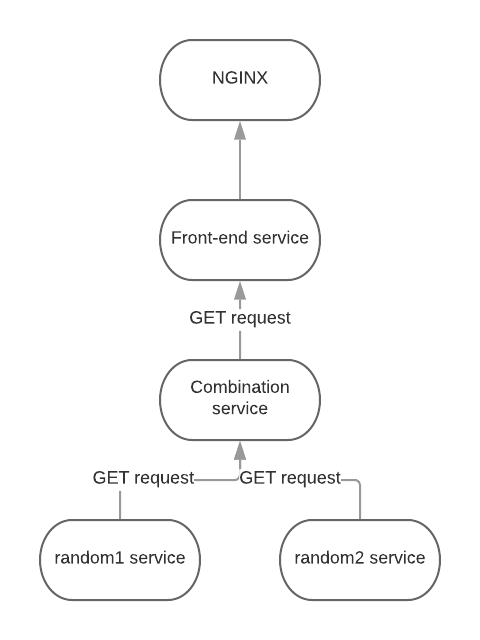 NGINX
Front-end service
GET request
Combination
service
GET request
GET request
random1 service
random2 service